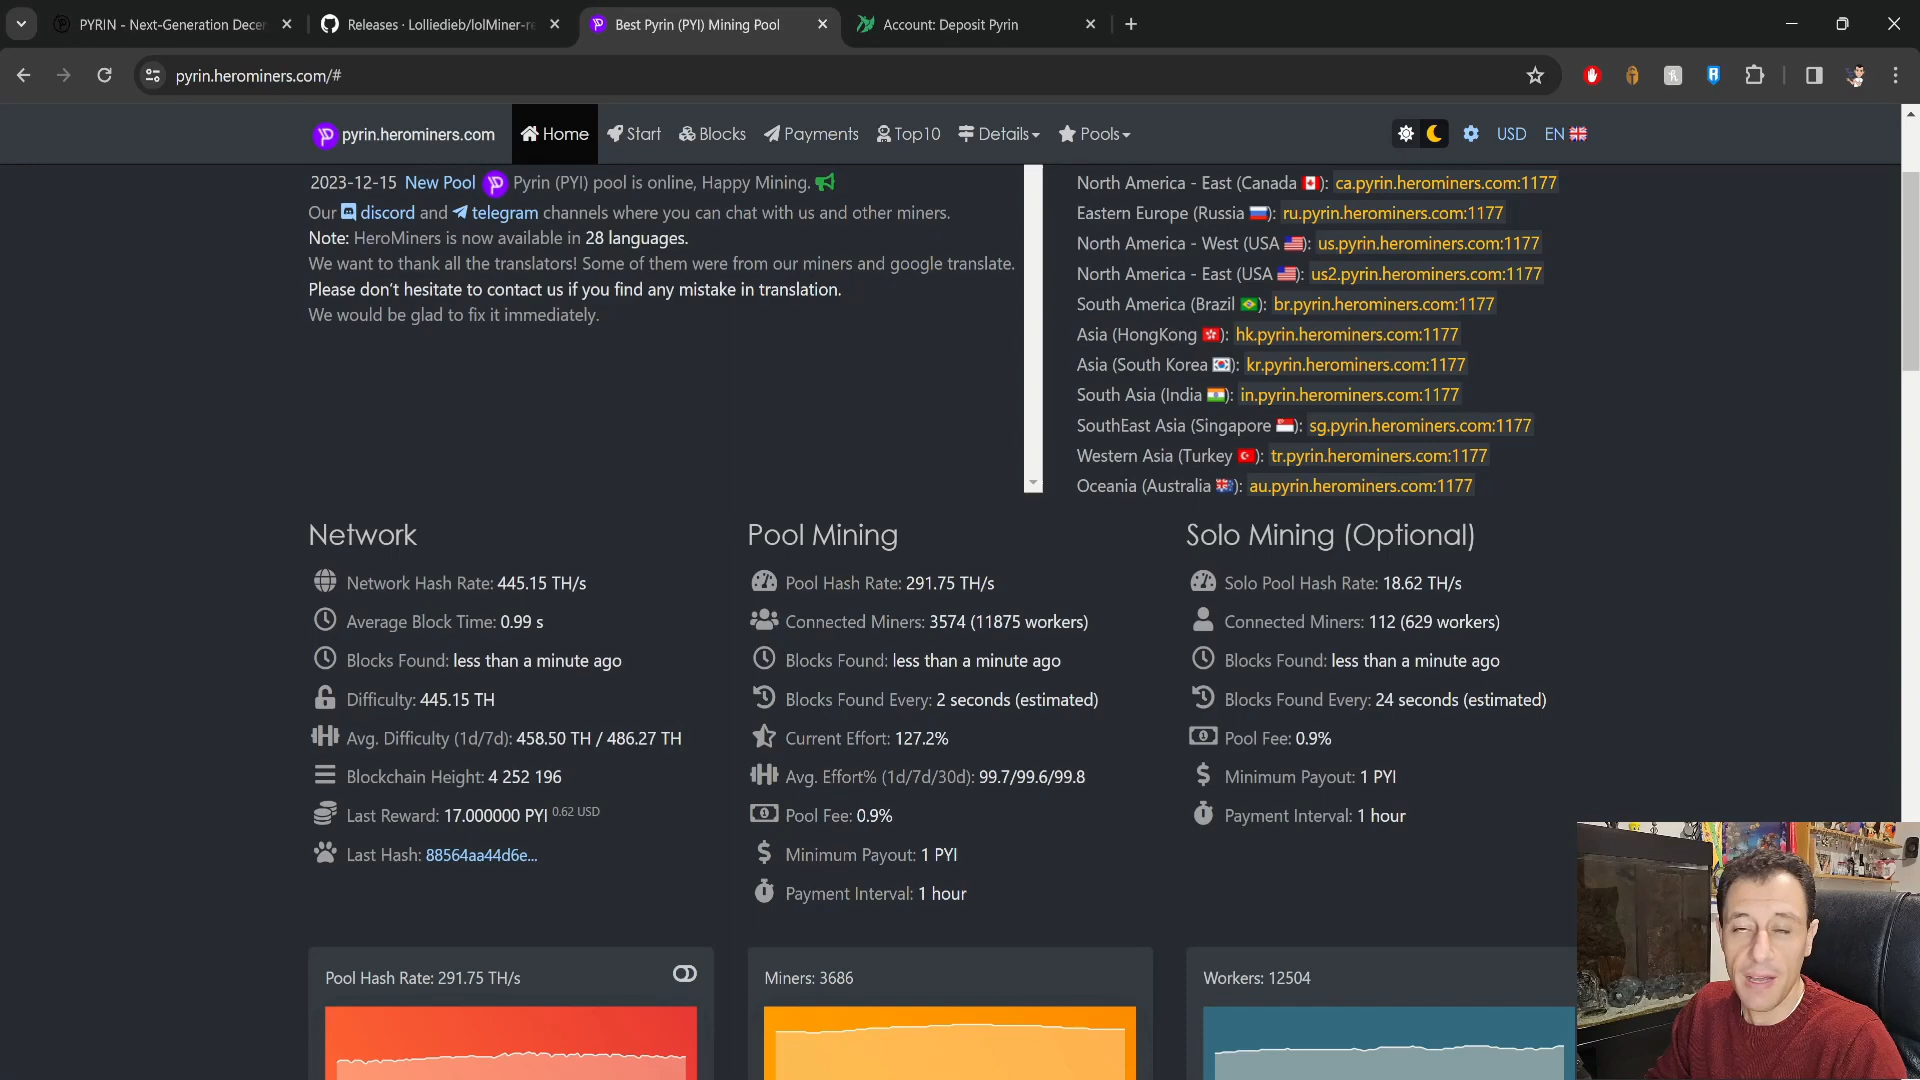 PYRIN - Next-Generation Decen
Releases · Lolliedieb/lolMiner-re
Best Pyrin (PYI) Mining Pool
Account: Deposit Pyrin
pyrin.herominers.com/#
pyrin.herominers.com
Home
Start
Blocks
Payments
Top10
Details
Pools
USD
EN
2023-12-15 New Pool Pyrin (PYI) pool is online, Happy Mining.
Our discord and telegram channels where you can chat with us and other miners.
Note: HeroMiners is now available in 28 languages.
We want to thank all the translators! Some of them were from our miners and google translate.
Please don't hesitate to contact us if you find any mistake in translation.
We would be glad to fix it immediately.
North America - East (Canada ): ca.pyrin.herominers.com:1177
Eastern Europe (Russia ): ru.pyrin.herominers.com:1177
North America - West (USA ): us.pyrin.herominers.com:1177
North America - East (USA ): us2.pyrin.herominers.com:1177
South America (Brazil ): br.pyrin.herominers.com:1177
Asia (HongKong ): hk.pyrin.herominers.com:1177
Asia (South Korea ): kr.pyrin.herominers.com:1177
South Asia (India ): in.pyrin.herominers.com:1177
SouthEast Asia (Singapore ): sg.pyrin.herominers.com:1177
Western Asia (Turkey ): tr.pyrin.herominers.com:1177
Oceania (Australia ): au.pyrin.herominers.com:1177
Network
Network Hash Rate: 445.15 TH/s
Average Block Time: 0.99 s
Blocks Found: less than a minute ago
Difficulty: 445.15 TH
Avg. Difficulty (1d/7d): 458.50 TH / 486.27 TH
Blockchain Height: 4 252 196
Last Reward: 17.000000 PYI 0.62 USD
Last Hash: 88564aa44d6e...
Pool Mining
Pool Hash Rate: 291.75 TH/s
Connected Miners: 3574 (11875 workers)
Blocks Found: less than a minute ago
Blocks Found Every: 2 seconds (estimated)
Current Effort: 127.2%
Avg. Effort% (1d/7d/30d): 99.7/99.6/99.8
Pool Fee: 0.9%
Minimum Payout: 1 PYI
Payment Interval: 1 hour
Solo Mining (Optional)
Solo Pool Hash Rate: 18.62 TH/s
Connected Miners: 112 (629 workers)
Blocks Found: less than a minute ago
Blocks Found Every: 24 seconds (estimated)
Pool Fee: 0.9%
Minimum Payout: 1 PYI
Payment Interval: 1 hour
Pool Hash Rate: 291.75 TH/s
Miners: 3686
Workers: 12504